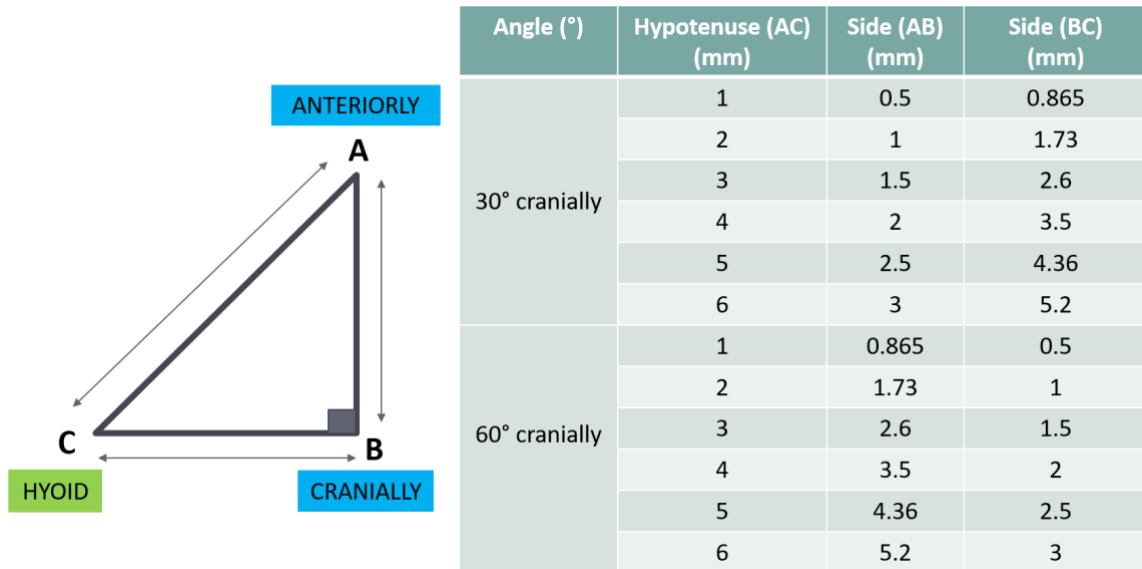 ANTERIORLY
A
C
B
HYOID
CRANIALLY
Angle (°) Hypotenuse (AC) (mm) Side (AB) (mm) Side (BC) (mm)
30° cranially
1 0.5 0.865
2 1 1.73
3 1.5 2.6
4 2 3.5
5 2.5 4.36
6 3 5.2
60° cranially
1 0.865 0.5
2 1.73 1
3 2.6 1.5
4 3.5 2
5 4.36 2.5
6 5.2 3